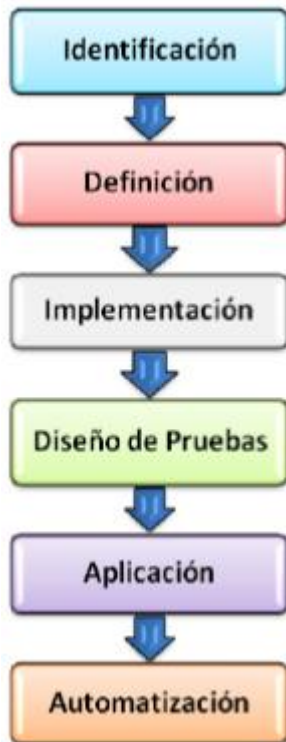 Identificación
Definición
Implementación
Diseño de Pruebas
Aplicación
Automatización